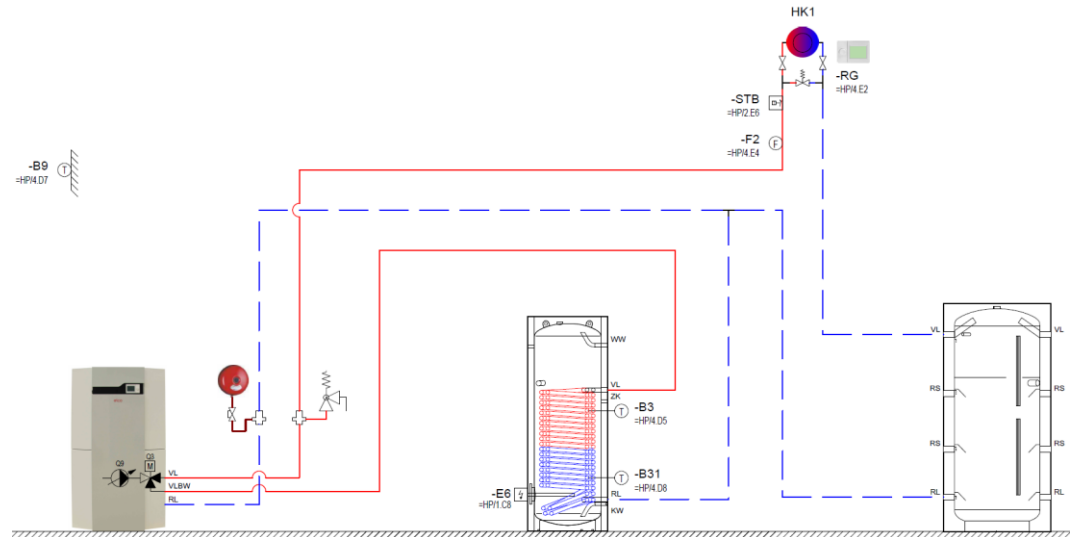 HK1
-RG
=HP/4.E2
-STB
=HP/2.E6
-F2
=HP/4.E4
F
-B9
=HP/4.D7
T
WW
VL
ZK
-B3
=HP/4.D5
T
-B31
=HP/4.D8
T
RL
KW
-E6
=HP/1.C8
VL
VL
RS
RS
RS
RS
RL
RL
Q9
Q3
M
VL
VLBW
RL